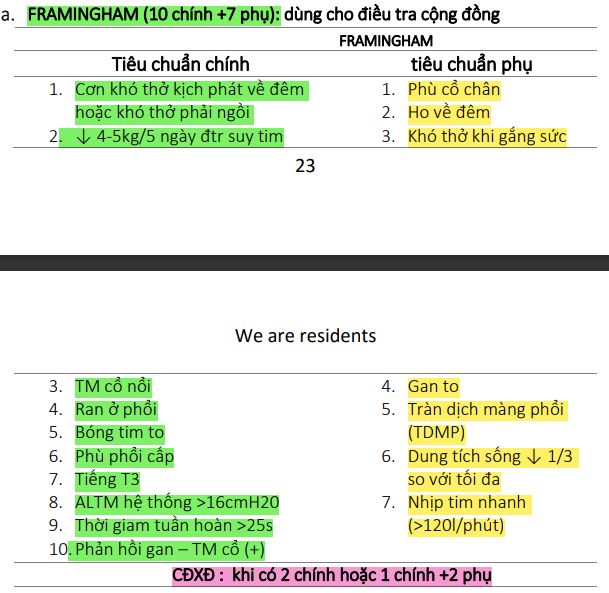 a. FRAMINGHAM (10 chính +7 phụ): dùng cho điều tra cộng đồng
FRAMINGHAM
Tiêu chuẩn chính
1. Cơn khó thở kịch phát về đêm
hoặc khó thở phải ngồi
2. ↓ 4-5kg/5 ngày đtr suy tim
tiêu chuẩn phụ
1. Phù cổ chân
2. Ho về đêm
3. Khó thở khi gắng sức
23
We are residents
3. TM cổ nổi
4. Ran ở phổi
5. Bóng tim to
6. Phù phổi cấp
7. Tiếng T3
8. ALTM hệ thống >16cmH20
9. Thời giam tuần hoàn >25s
10. Phản hồi gan – TM cổ (+)
4. Gan to
5. Tràn dịch màng phổi
(TDMP)
6. Dung tích sống ↓ 1/3
so với tối đa
7. Nhịp tim nhanh
(>120l/phút)
CĐXĐ : khi có 2 chính hoặc 1 chính +2 phụ